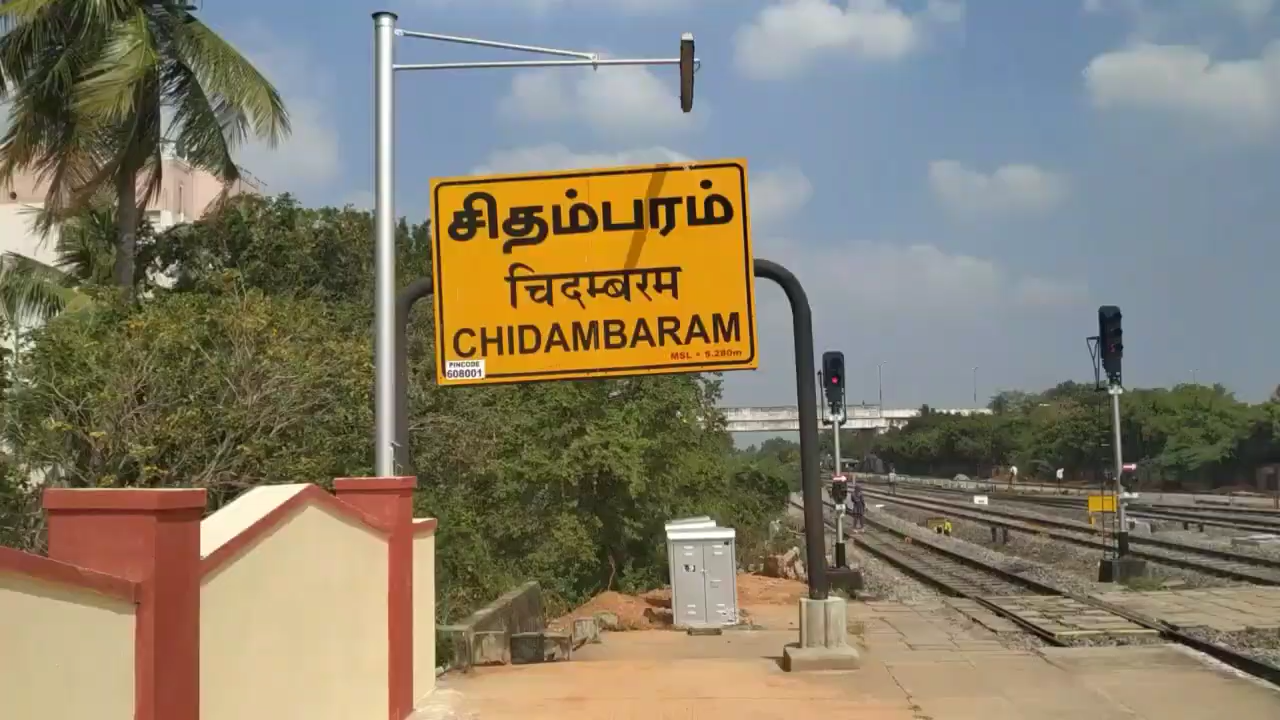 சிதம்பரம்
चिदम्बरम
CHIDAMBARAM
MSL - 5.280m
PINCODE
608001